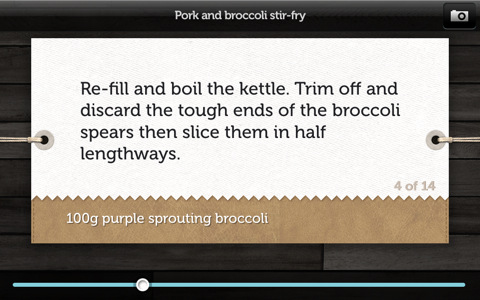 Pork and broccoli stir-fry
Re-fill and boil the kettle. Trim off and
discard the tough ends of the broccoli
spears then slice them in half
lengthways.
4 of 14
100g purple sprouting broccoli